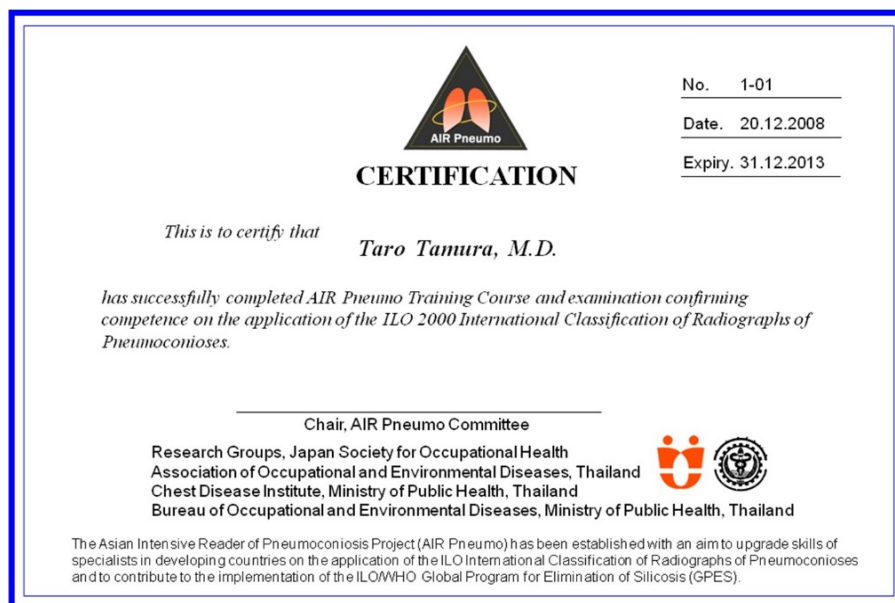 AIR Pneumo
CERTIFICATION
No. 1-01
Date. 20.12.2008
Expiry. 31.12.2013
This is to certify that
Taro Tamura, M.D.
has successfully completed AIR Pneumo Training Course and examination confirming
competence on the application of the ILO 2000 International Classification of Radiographs of
Pneumoconioses.
Chair, AIR Pneumo Committee
Research Groups, Japan Society for Occupational Health
Association of Occupational and Environmental Diseases, Thailand
Chest Disease Institute, Ministry of Public Health, Thailand
Bureau of Occupational and Environmental Diseases, Ministry of Public Health, Thailand
The Asian Intensive Reader of Pneumoconiosis Project (AIR Pneumo) has been established with an aim to upgrade skills of
specialists in developing countries on the application of the ILO International Classification of Radiographs of Pneumoconioses
and to contribute to the implementation of the ILO/WHO Global Program for Elimination of Silicosis (GPES).